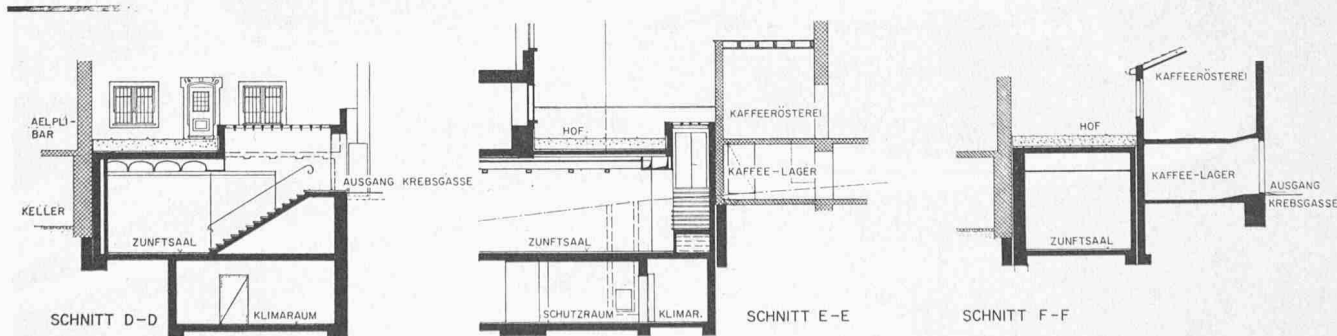 AELPLI-
BAR
KELLER
ZUNFTSAAL
AUSGANG KREBSGASSE
KLIMARAUM
SCHNITT D-D
HOF
KAFFEERÖSTEREI
KAFFEE-LAGER
ZUNFTSAAL
SCHUTZRAUM
KLIMAR.
SCHNITT E-E
KAFFEERÖSTEREI
HOF
KAFFEE-LAGER
AUSGANG
KREBSGASSE
ZUNFTSAAL
SCHNITT F-F